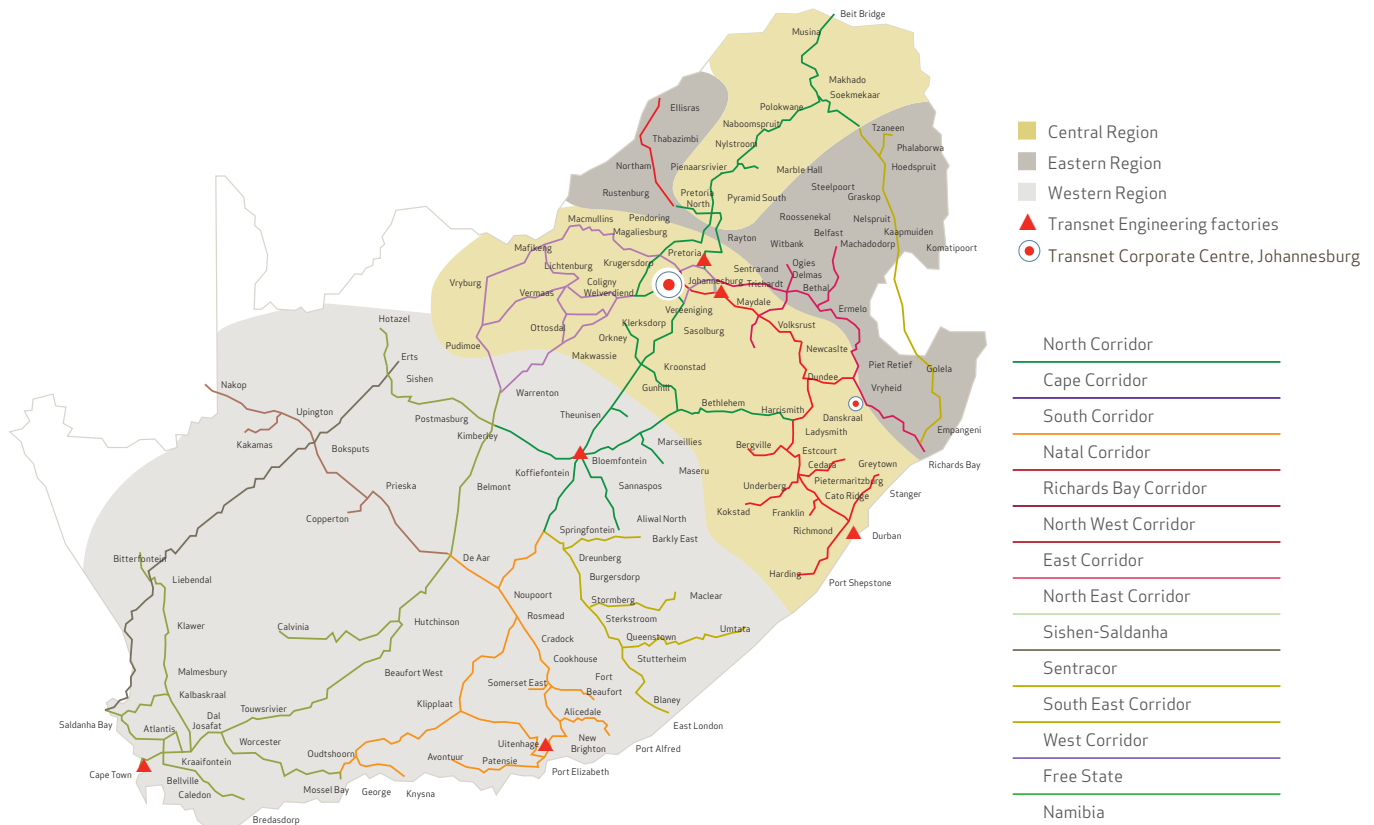 Beit Bridge
Musina
Makhado
Soekmekaar
Ellisras
Polokwane
Naboomspruit
Tzaneen
Thabazimbi
Nylstroom
Phalaborwa
Northam
Pienaarsrivier
Marble Hall
Hoedspruit
Rustenburg
Pretoria
North
Pyramid South
Steelpoort
Graskop
Macmullins
Pendoring
Roossenekal
Nelspruit
Magaliesburg
Rayton
Belfast
Kaapmuiden
Mafikeng
Witbank
Machadodorp
Komatipoort
Pretoria
Lichtenburg
Krugersdorp
Sentrarand
Ogies
Delmas
Vryburg
Coligny
Johannesburg
Trichardt
Bethal
Vermaas
Welverdiend
Maydale
Ermelo
Vereeniging
Klerksdorp
Volksrust
Ottosdal
Sasolburg
Orkney
Pudimoe
Makwassie
Newcaslte
Hotazel
Erts
Sishen
Kroonstad
Piet Retief
Golela
Dundee
Nakop
Gunhill
Vryheid
Warrenton
Bethlehem
Harrismith
Upington
Postmasburg
Theunisen
Danskraal
Kakamas
Kimberley
Marseillies
Ladysmith
Empangeni
Boksputs
Bergville
Estcourt
Bloemfontein
Cedara
Greytown
Richards Bay
Koffiefontein
Maseru
Prieska
Belmont
Sannaspos
Underberg
Pietermaritzburg
Cato Ridge
Stanger
Copperton
Kokstad
Franklin
Aliwal North
Springfontein
Richmond
Durban
Barkly East
Bitterfontein
De Aar
Dreunberg
Liebendal
Burgersdorp
Harding
Port Shepstone
Noupoort
Stormberg
Maclear
Klawer
Calvinia
Hutchinson
Rosmead
Sterkstroom
Cradock
Queenstown
Umtata
Malmesbury
Beaufort West
Cookhouse
Stutterheim
Kalbaskraal
Somerset East
Fort
Beaufort
Saldanha Bay
Touwsrivier
Klipplaat
Blaney
Dal
Josafat
Alicedale
East London
Atlantis
Worcester
Oudtshoorn
Uitenhage
New
Brighton
Port Alfred
Kraaifontein
Avontuur
Patensie
Cape Town
Port Elizabeth
Bellville
Caledon
Mossel Bay
George
Knysna
Bredasdorp
Central Region
Eastern Region
Western Region
Transnet Engineering factories
Transnet Corporate Centre, Johannesburg
North Corridor
Cape Corridor
South Corridor
Natal Corridor
Richards Bay Corridor
North West Corridor
East Corridor
North East Corridor
Sishen-Saldanha
Sentracor
South East Corridor
West Corridor
Free State
Namibia